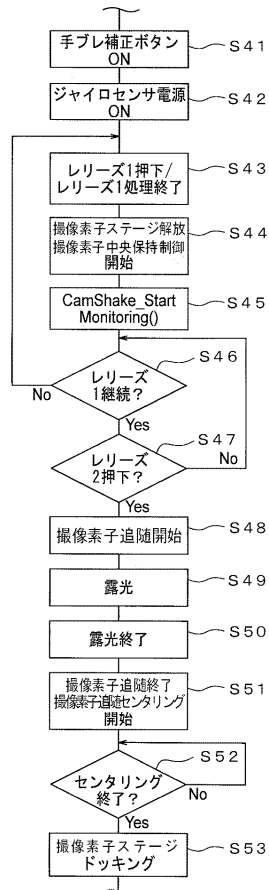 手ブレ補正ボタン
ON
S41
ジャイロセンサ電源
ON
S42
レリーズ1押下/
レリーズ1処理終了
S43
撮像素子ステージ解放
撮像素子中央保持制御
開始
S44
CamShake_Start
Monitoring()
S45
レリーズ
1継続?
S46
No
Yes
レリーズ
2押下?
S47
No
Yes
撮像素子追随開始
S48
露光
S49
露光終了
S50
撮像素子追随終了
撮像素子追随センタリング
開始
S51
センタリング
終了?
S52
No
Yes
撮像素子ステージ
ドッキング
S53